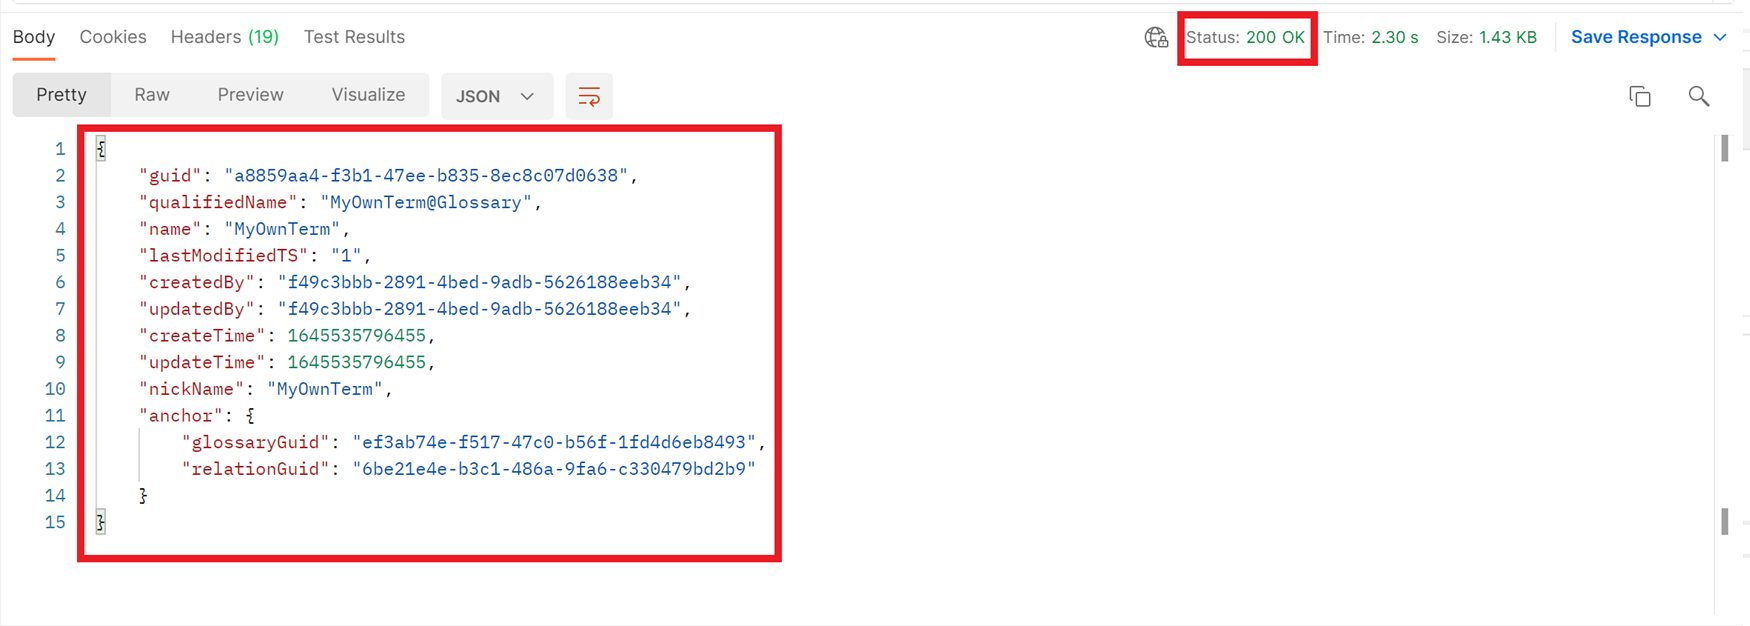 Body Cookies Headers (19) Test Results Status: 200 OK Time: 2.30 s Size: 1.43 KB Save Response
Pretty Raw Preview Visualize JSON
1 {
2 "guid": "a8859aa4-f3b1-47ee-b835-8ec8c07d0638",
3 "qualifiedName": "MyOwnTerm@Glossary",
4 "name": "MyOwnTerm",
5 "lastModifiedTS": "1",
6 "createdBy": "f49c3bbb-2891-4bed-9adb-5626188eeb34",
7 "updatedBy": "f49c3bbb-2891-4bed-9adb-5626188eeb34",
8 "createTime": 1645535796455,
9 "updateTime": 1645535796455,
10 "nickName": "MyOwnTerm",
11 "anchor": {
12 "glossaryGuid": "ef3ab74e-f517-47c0-b56f-1fd4d6eb8493",
13 "relationGuid": "6be21e4e-b3c1-486a-9fa6-c330479bd2b9"
14 }
15 }